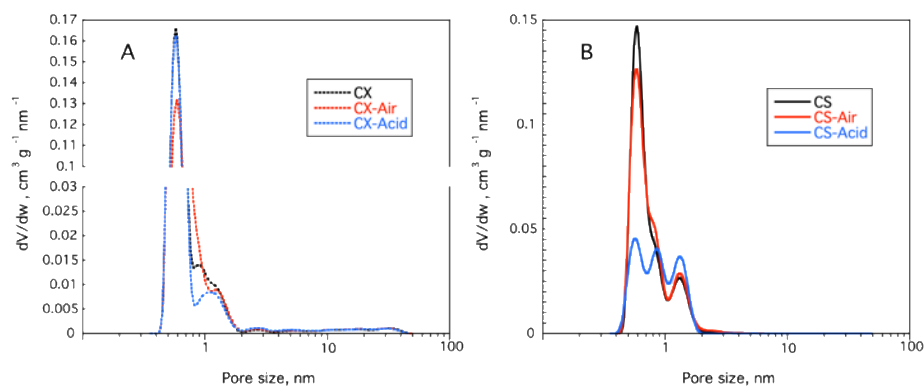 A
CX
CX-Air
CX-Acid
dV/dw , cm³ g⁻¹ nm⁻¹
0.17
0.16
0.15
0.14
0.13
0.12
0.11
0.1
0.03
0.025
0.02
0.015
0.01
0.005
0
1
10
100
Pore size, nm
B
CS
CS-Air
CS-Acid
dV/dw , cm³ g⁻¹ nm⁻¹
0.15
0.1
0.05
0
1
10
100
Pore size, nm